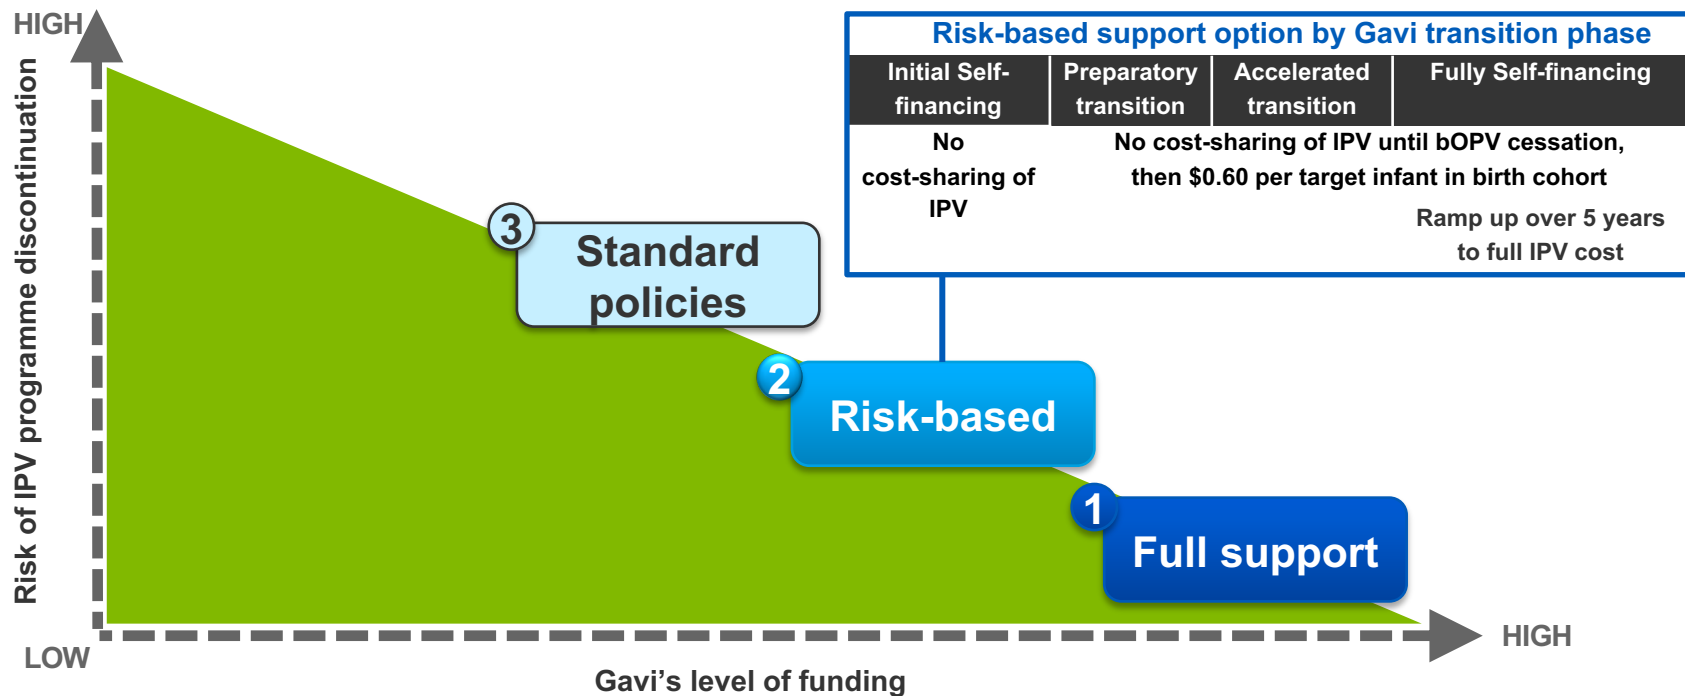 HIGH
Risk of IPV programme discontinuation
LOW
Risk-based support option by Gavi transition phase
Initial Self-
financing
Preparatory
transition
Accelerated
transition
Fully Self-financing
No
cost-sharing of
IPV
No cost-sharing of IPV until bOPV cessation,
then $0.60 per target infant in birth cohort
Ramp up over 5 years
to full IPV cost
3
Standard
policies
2
Risk-based
1
Full support
HIGH
Gavi's level of funding